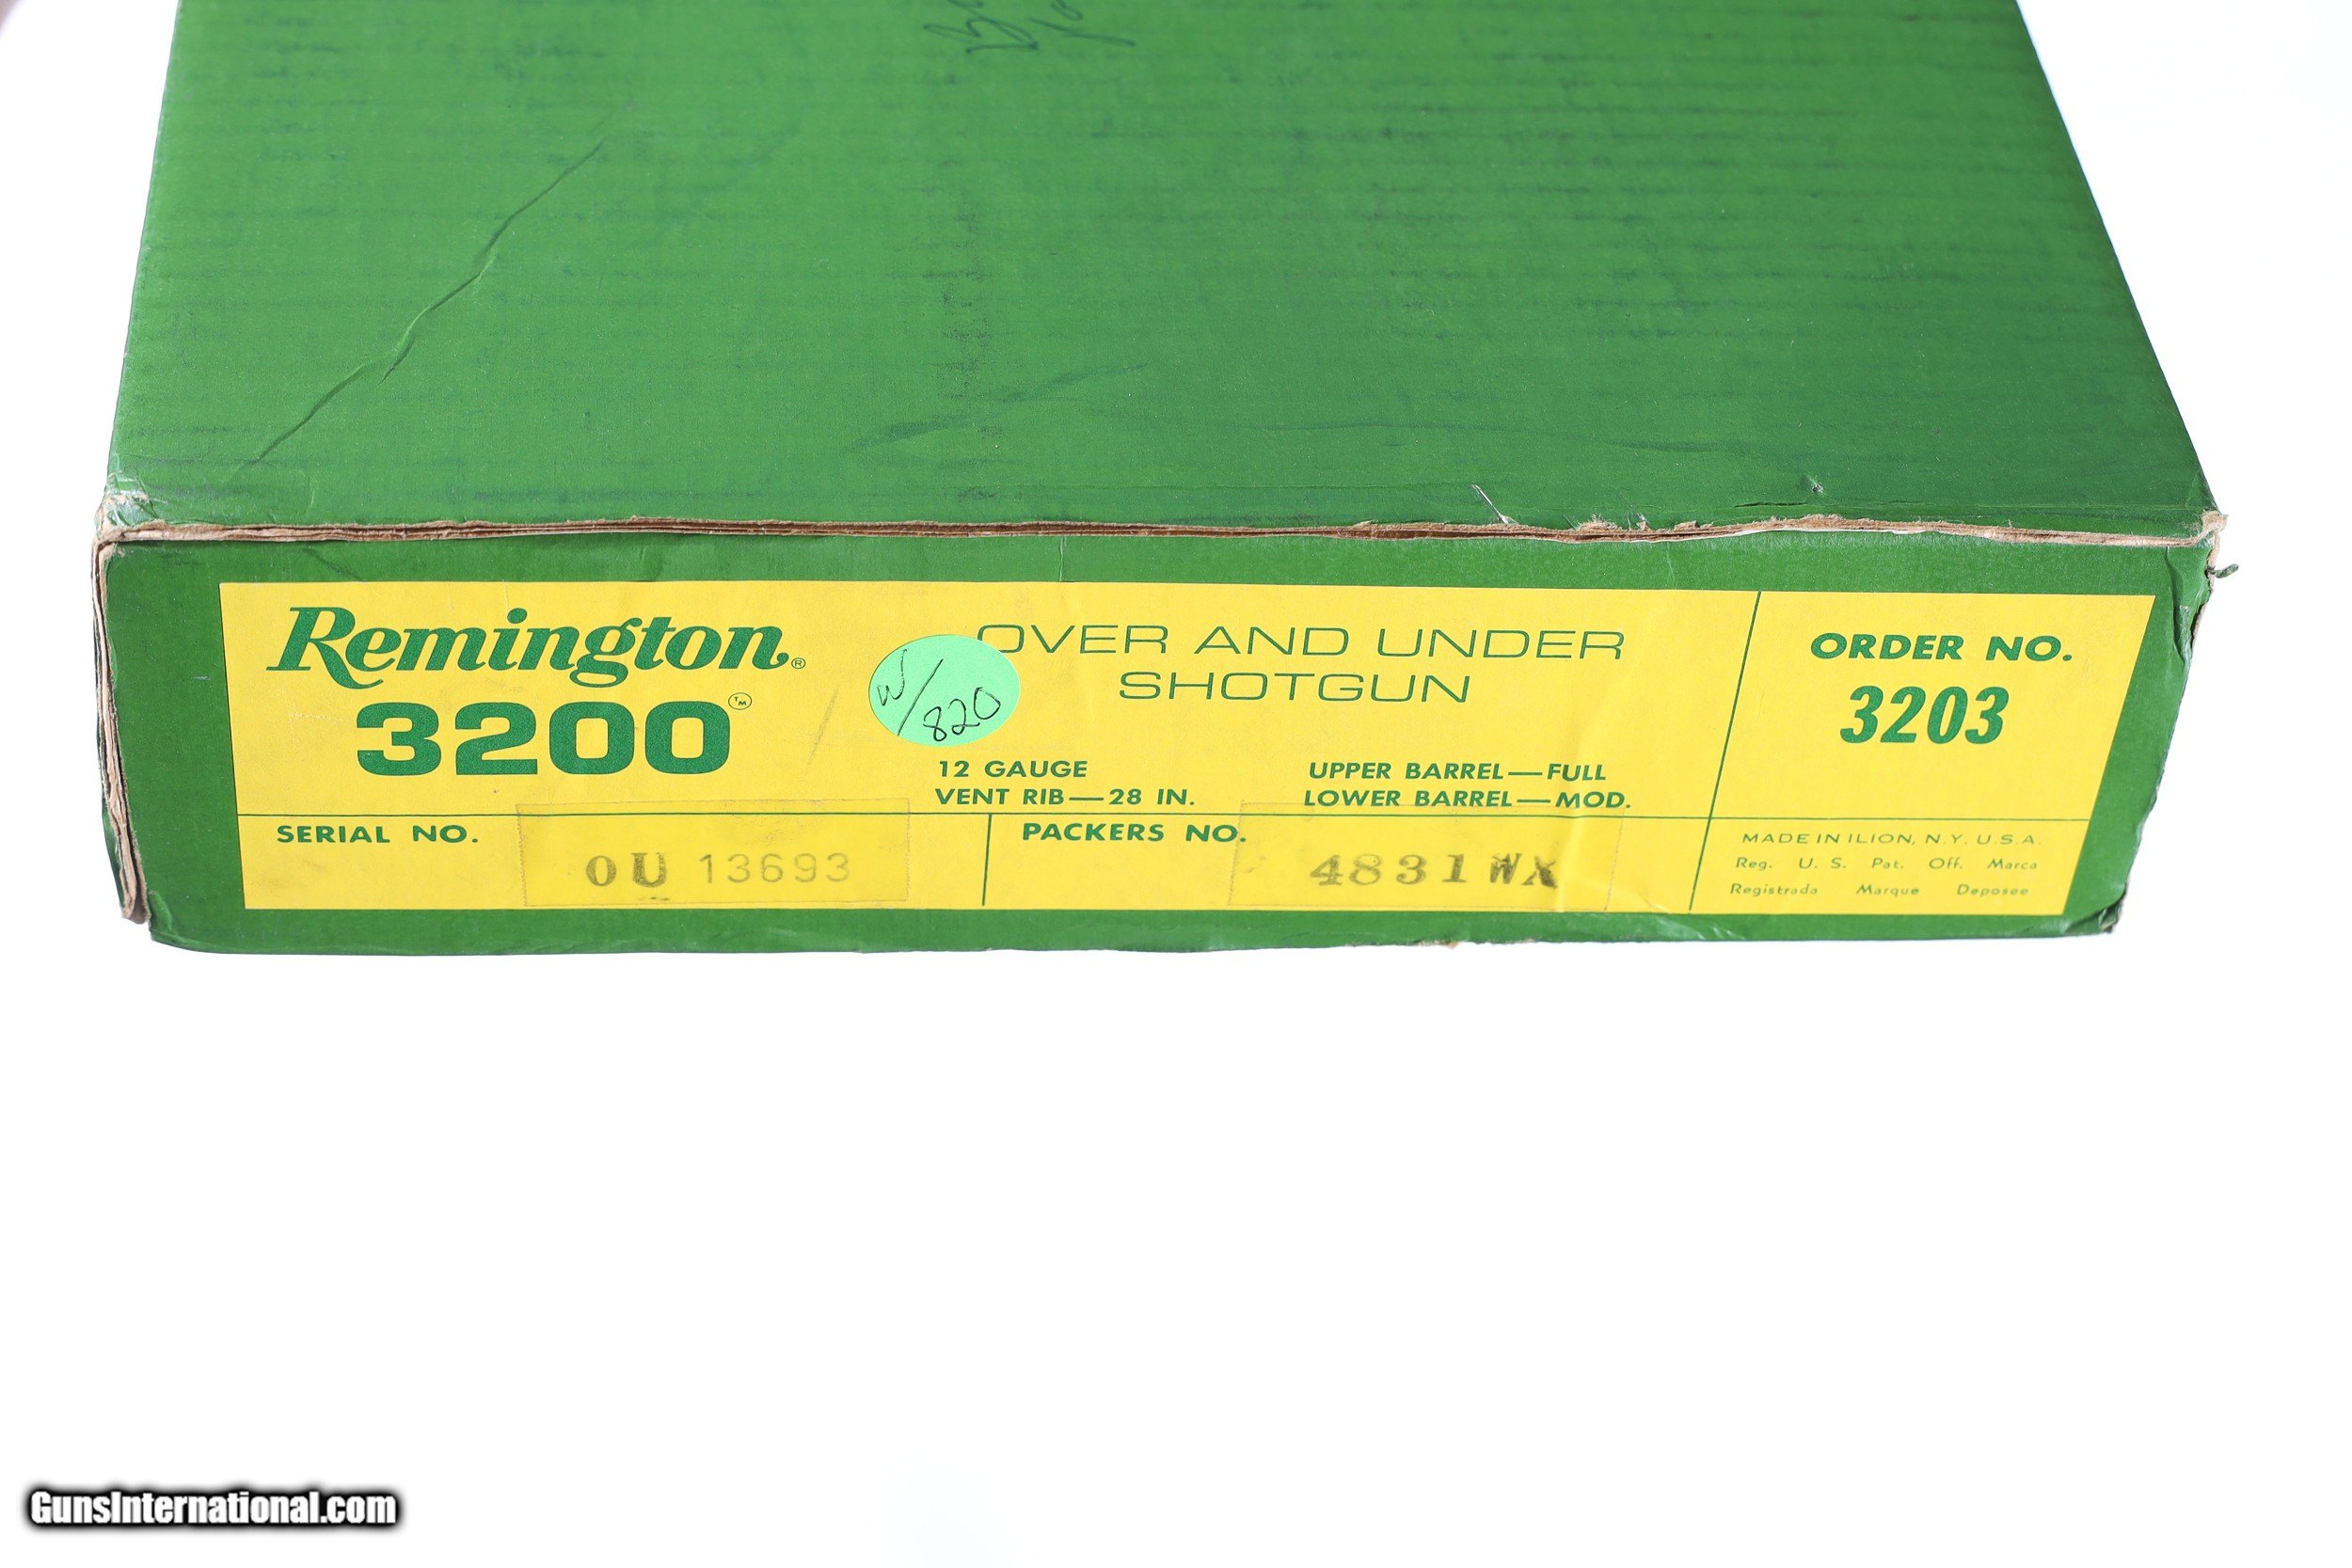 Remington®
3200™
W/820
OVER AND UNDER
SHOTGUN
12 GAUGE
VENT RIB—28 IN.
UPPER BARREL—FULL
LOWER BARREL—MOD.
ORDER NO.
3203
SERIAL NO.
OU 13693
PACKERS NO.
4831WX
MADE IN ILION, N.Y. U.S.A.
Reg. U. S. Pat. Off. Marca
Registrada Marque Deposee
GunsInternational.com